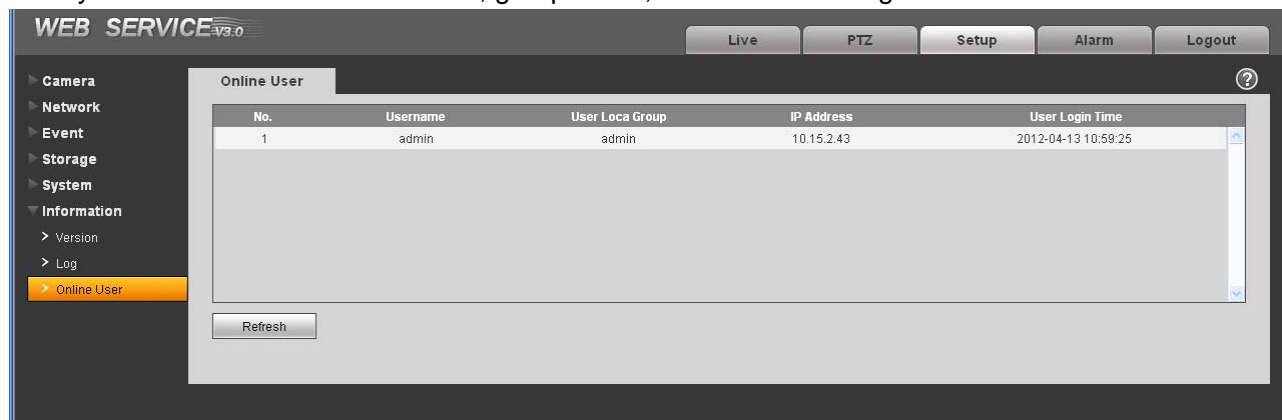 WEB SERVICE V3.0
Live PTZ Setup Alarm Logout
Camera
Network
Event
Storage
System
Information
> Version
> Log
> Online User
Online User ?
No. Username User Loca Group IP Address User Login Time
1 admin admin 10.15.2.43 2012-04-13 10:59:25
Refresh